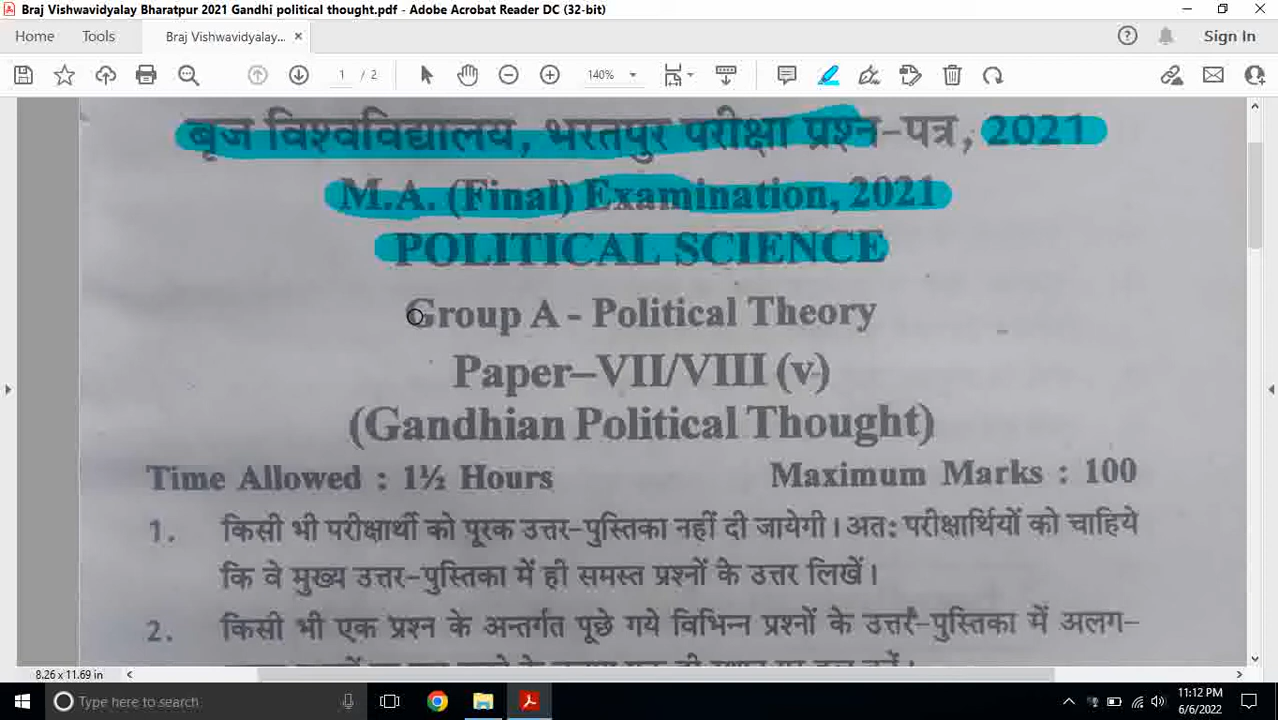 Braj Vishwavidyalay Bharatpur 2021 Gandhi political thought.pdf - Adobe Acrobat Reader DC (32-bit)
Home Tools Braj Vishwavidyalay... × Sign In
1 / 2 140%
बृज विश्वविद्यालय, भरतपुर परीक्षा प्रश्न-पत्र, 2021
M.A. (Final) Examination, 2021
POLITICAL SCIENCE
Group A - Political Theory
Paper–VII/VIII (v)
(Gandhian Political Thought)
Time Allowed : 1½ Hours Maximum Marks : 100
1. किसी भी परीक्षार्थी को पूरक उत्तर-पुस्तिका नहीं दी जायेगी। अतः परीक्षार्थियों को चाहिये
कि वे मुख्य उत्तर-पुस्तिका में ही समस्त प्रश्नों के उत्तर लिखें।
2. किसी भी एक प्रश्न के अन्तर्गत पूछे गये विभिन्न प्रश्नों के उत्तर-पुस्तिका में अलग-
8.26 x 11.69 in
Type here to search
11:12 PM
6/6/2022